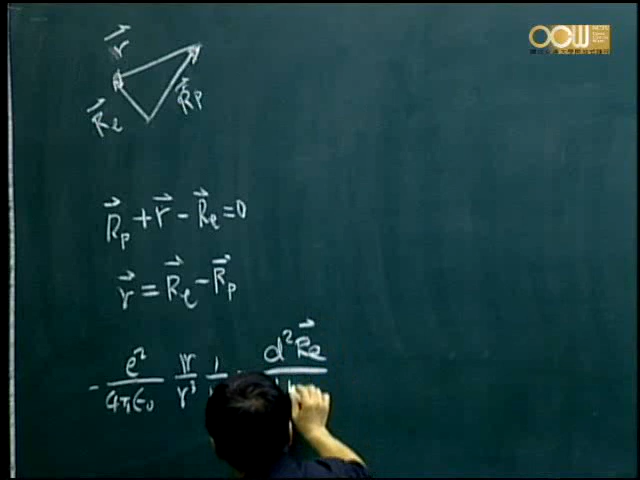 OCW
r⃗
R⃗e
R⃗p
R⃗p + r⃗ - R⃗e = 0
r⃗ = R⃗e - R⃗p
- e² / 4πϵ₀ 𝕣 / r³ 1 d²R⃗e